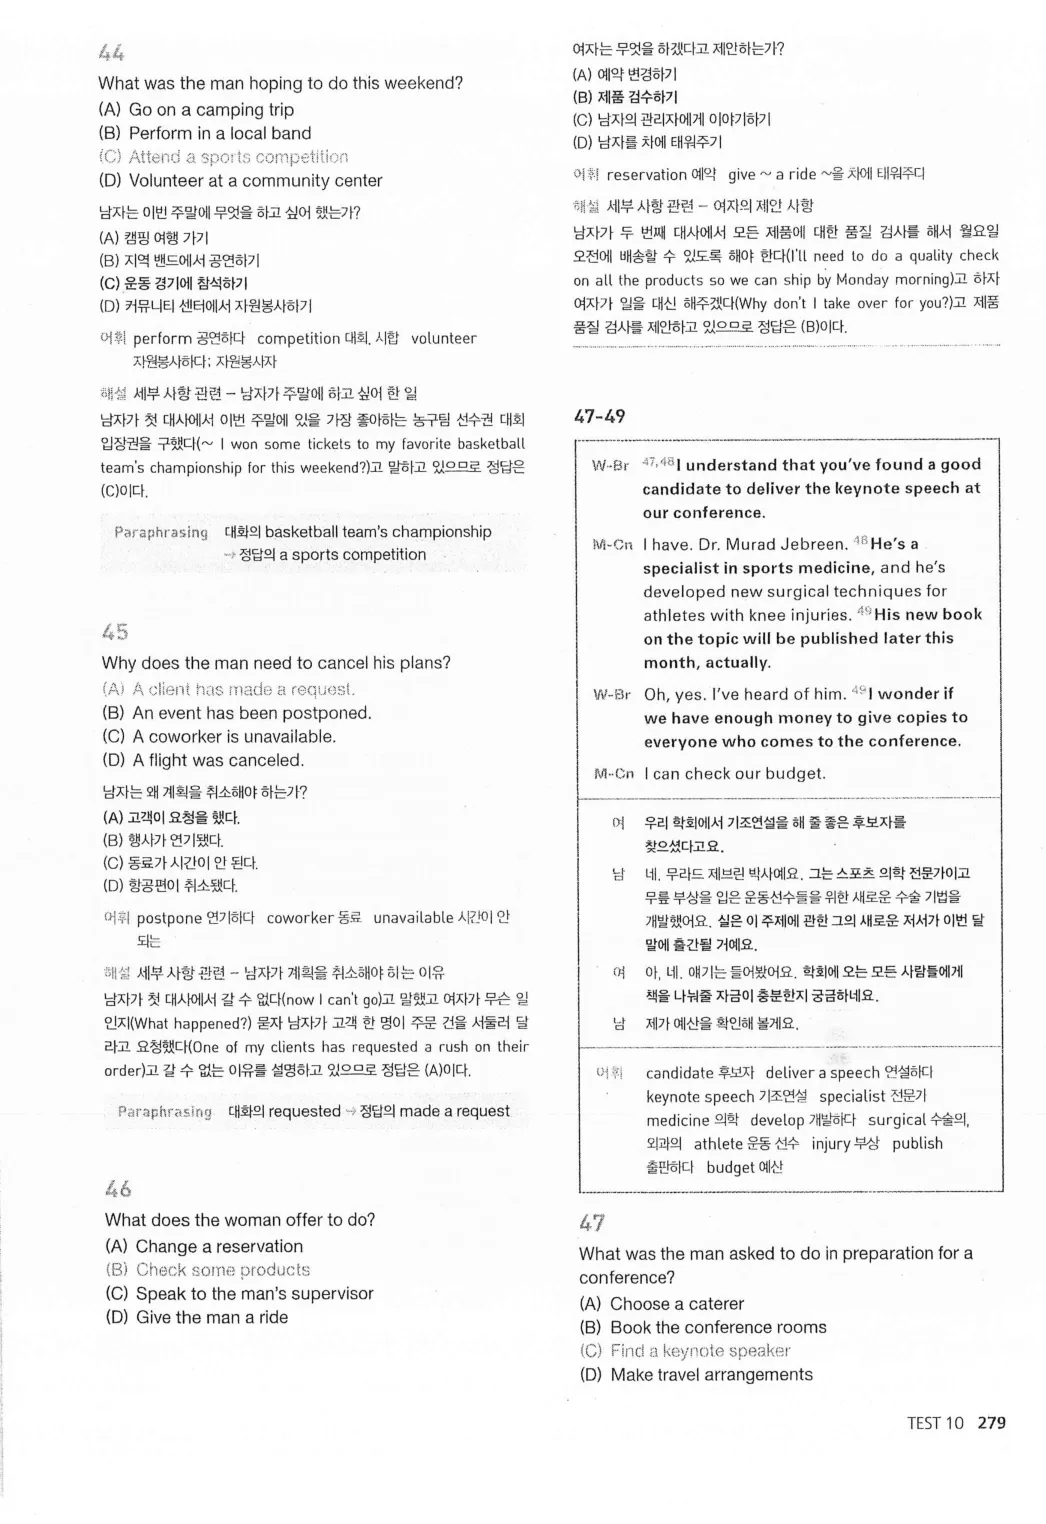 44
What was the man hoping to do this weekend?
(A) Go on a camping trip
(B) Perform in a local band
(C) Attend a sports competition
(D) Volunteer at a community center
남자는 이번 주말에 무엇을 하고 싶어 했는가?
(A) 캠핑 여행 가기
(B) 지역 밴드에서 공연하기
(C) 운동 경기에 참석하기
(D) 커뮤니티 센터에서 자원봉사하기
어휘 perform 공연하다 competition 대회, 시합 volunteer
자원봉사하다; 자원봉사자
해설 세부 사항 관련 – 남자가 주말에 하고 싶어 한 일
남자가 첫 대사에서 이번 주말에 있을 가장 좋아하는 농구팀 선수권 대회
입장권을 구했다(~ I won some tickets to my favorite basketball
team's championship for this weekend?)고 말하고 있으므로 정답은
(C)이다.
Paraphrasing 대화의 basketball team's championship
→ 정답의 a sports competition
45
Why does the man need to cancel his plans?
(A) A client has made a request.
(B) An event has been postponed.
(C) A coworker is unavailable.
(D) A flight was canceled.
남자는 왜 계획을 취소해야 하는가?
(A) 고객이 요청을 했다.
(B) 행사가 연기됐다.
(C) 동료가 시간이 안 된다.
(D) 항공편이 취소됐다.
어휘 postpone 연기하다 coworker 동료 unavailable 시간이 안
되는
해설 세부 사항 관련 – 남자가 계획을 취소해야 하는 이유
남자가 첫 대사에서 갈 수 없다(now I can't go)고 말했고 여자가 무슨 일
인지(What happened?) 묻자 남자가 고객 한 명이 주문 건을 서둘러 달
라고 요청했다(One of my clients has requested a rush on their
order)고 갈 수 없는 이유를 설명하고 있으므로 정답은 (A)이다.
Paraphrasing 대화의 requested → 정답의 made a request
46
What does the woman offer to do?
(A) Change a reservation
(B) Check some products
(C) Speak to the man's supervisor
(D) Give the man a ride
여자는 무엇을 하겠다고 제안하는가?
(A) 예약 변경하기
(B) 제품 검수하기
(C) 남자의 관리자에게 이야기하기
(D) 남자를 차에 태워주기
어휘 reservation 예약 give ~ a ride ~을 차에 태워주다
해설 세부 사항 관련 – 여자의 제안 사항
남자가 두 번째 대사에서 모든 제품에 대한 품질 검사를 해서 월요일
오전에 배송할 수 있도록 해야 한다(I'll need to do a quality check
on all the products so we can ship by Monday morning)고 하자
여자가 일을 대신 해주겠다(Why don't I take over for you?)고 제품
품질 검사를 제안하고 있으므로 정답은 (B)이다.
47-49
W-Br 47,48I understand that you've found a good
candidate to deliver the keynote speech at
our conference.
M-Cn I have. Dr. Murad Jebreen. 48He's a
specialist in sports medicine, and he's
developed new surgical techniques for
athletes with knee injuries. 49His new book
on the topic will be published later this
month, actually.
W-Br Oh, yes. I've heard of him. 49I wonder if
we have enough money to give copies to
everyone who comes to the conference.
M-Cn I can check our budget.
여 우리 학회에서 기조연설을 해 줄 좋은 후보자를
찾으셨다고요.
남 네. 무라드 제브린 박사예요. 그는 스포츠 의학 전문가이고
무릎 부상을 입은 운동선수들을 위한 새로운 수술 기법을
개발했어요. 실은 이 주제에 관한 그의 새로운 저서가 이번 달
말에 출간될 거예요.
여 아, 네. 얘기는 들어봤어요. 학회에 오는 모든 사람들에게
책을 나눠줄 자금이 충분한지 궁금하네요.
남 제가 예산을 확인해 볼게요.
어휘 candidate 후보자 deliver a speech 연설하다
keynote speech 기조연설 specialist 전문가
medicine 의학 develop 개발하다 surgical 수술의,
외과의 athlete 운동 선수 injury 부상 publish
출판하다 budget 예산
47
What was the man asked to do in preparation for a
conference?
(A) Choose a caterer
(B) Book the conference rooms
(C) Find a keynote speaker
(D) Make travel arrangements
TEST 10 279